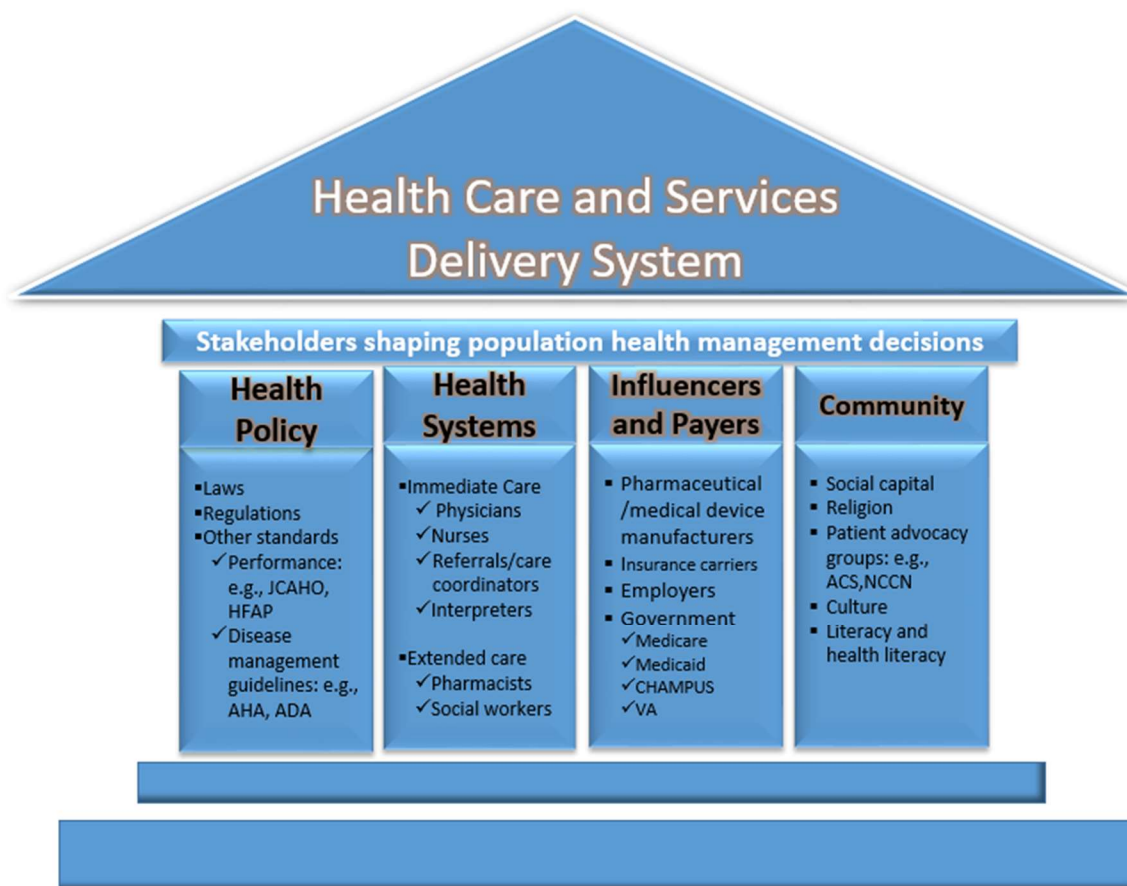 Health Care and Services
Delivery System
Stakeholders shaping population health management decisions
Health
Policy
▪Laws
▪Regulations
▪Other standards
✓Performance:
e.g., JCAHO,
HFAP
✓Disease
management
guidelines: e.g.,
AHA, ADA
Health
Systems
▪Immediate Care
✓Physicians
✓Nurses
✓Referrals/care
coordinators
✓Interpreters
▪Extended care
✓Pharmacists
✓Social workers
Influencers
and Payers
▪ Pharmaceutical
/medical device
manufacturers
▪ Insurance carriers
▪ Employers
▪ Government
✓Medicare
✓Medicaid
✓CHAMPUS
✓VA
Community
▪ Social capital
▪ Religion
▪ Patient advocacy
groups: e.g.,
ACS,NCCN
▪ Culture
▪ Literacy and
health literacy